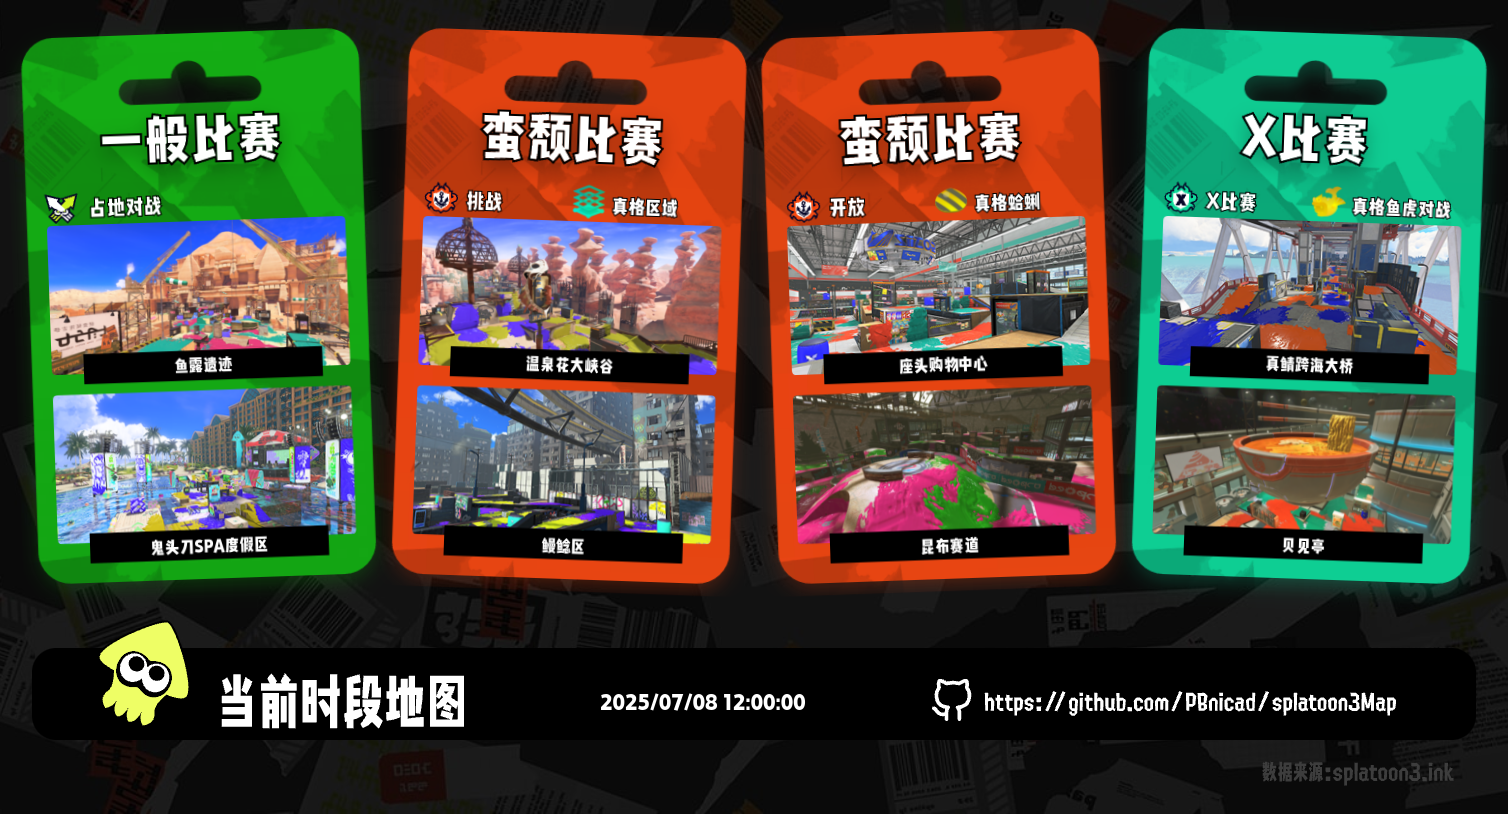 一般比赛
占地对战
鱼露遗迹
鬼头刀SPA度假区
蛮颓比赛
挑战
真格区域
温泉花大峡谷
鳗鲶区
蛮颓比赛
开放
真格蛤蜊
座头购物中心
昆布赛道
X比赛
X比赛
真格鱼虎对战
真鲭跨海大桥
贝见亭
当前时段地图
2025/07/08 12:00:00
https://github.com/PBnicad/splatoon3Map
数据来源:splatoon3.ink